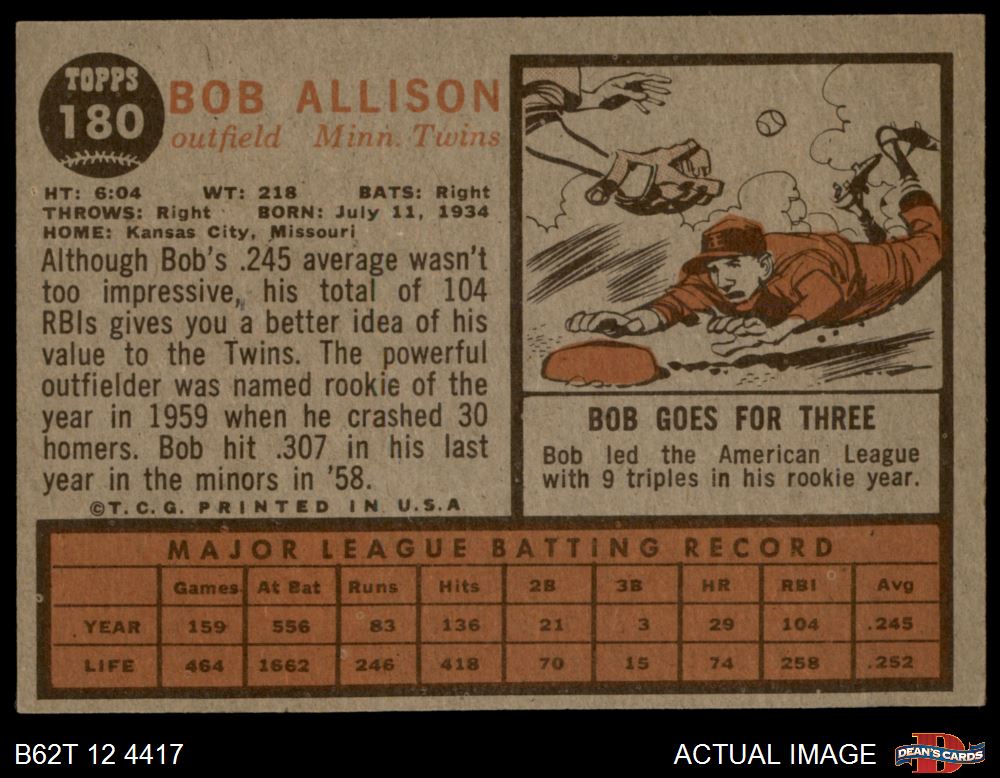 TOPPS
180
BOB ALLISON
outfield Minn. Twins
HT: 6:04 WT: 218 BATS: Right
THROWS: Right BORN: July 11, 1934
HOME: Kansas City, Missouri
Although Bob's .245 average wasn't
too impressive, his total of 104
RBIs gives you a better idea of his
value to the Twins. The powerful
outfielder was named rookie of the
year in 1959 when he crashed 30
homers. Bob hit .307 in his last
year in the minors in '58.
©T.C.G. PRINTED IN U.S.A
BOB GOES FOR THREE
Bob led the American League
with 9 triples in his rookie year.
MAJOR LEAGUE BATTING RECORD
Games At Bat Runs Hits 2B 3B HR RBI Avg
YEAR 159 556 83 136 21 3 29 104 .245
LIFE 464 1662 246 418 70 15 74 258 .252
B62T 12 4417
ACTUAL IMAGE
DEAN'S CARDS